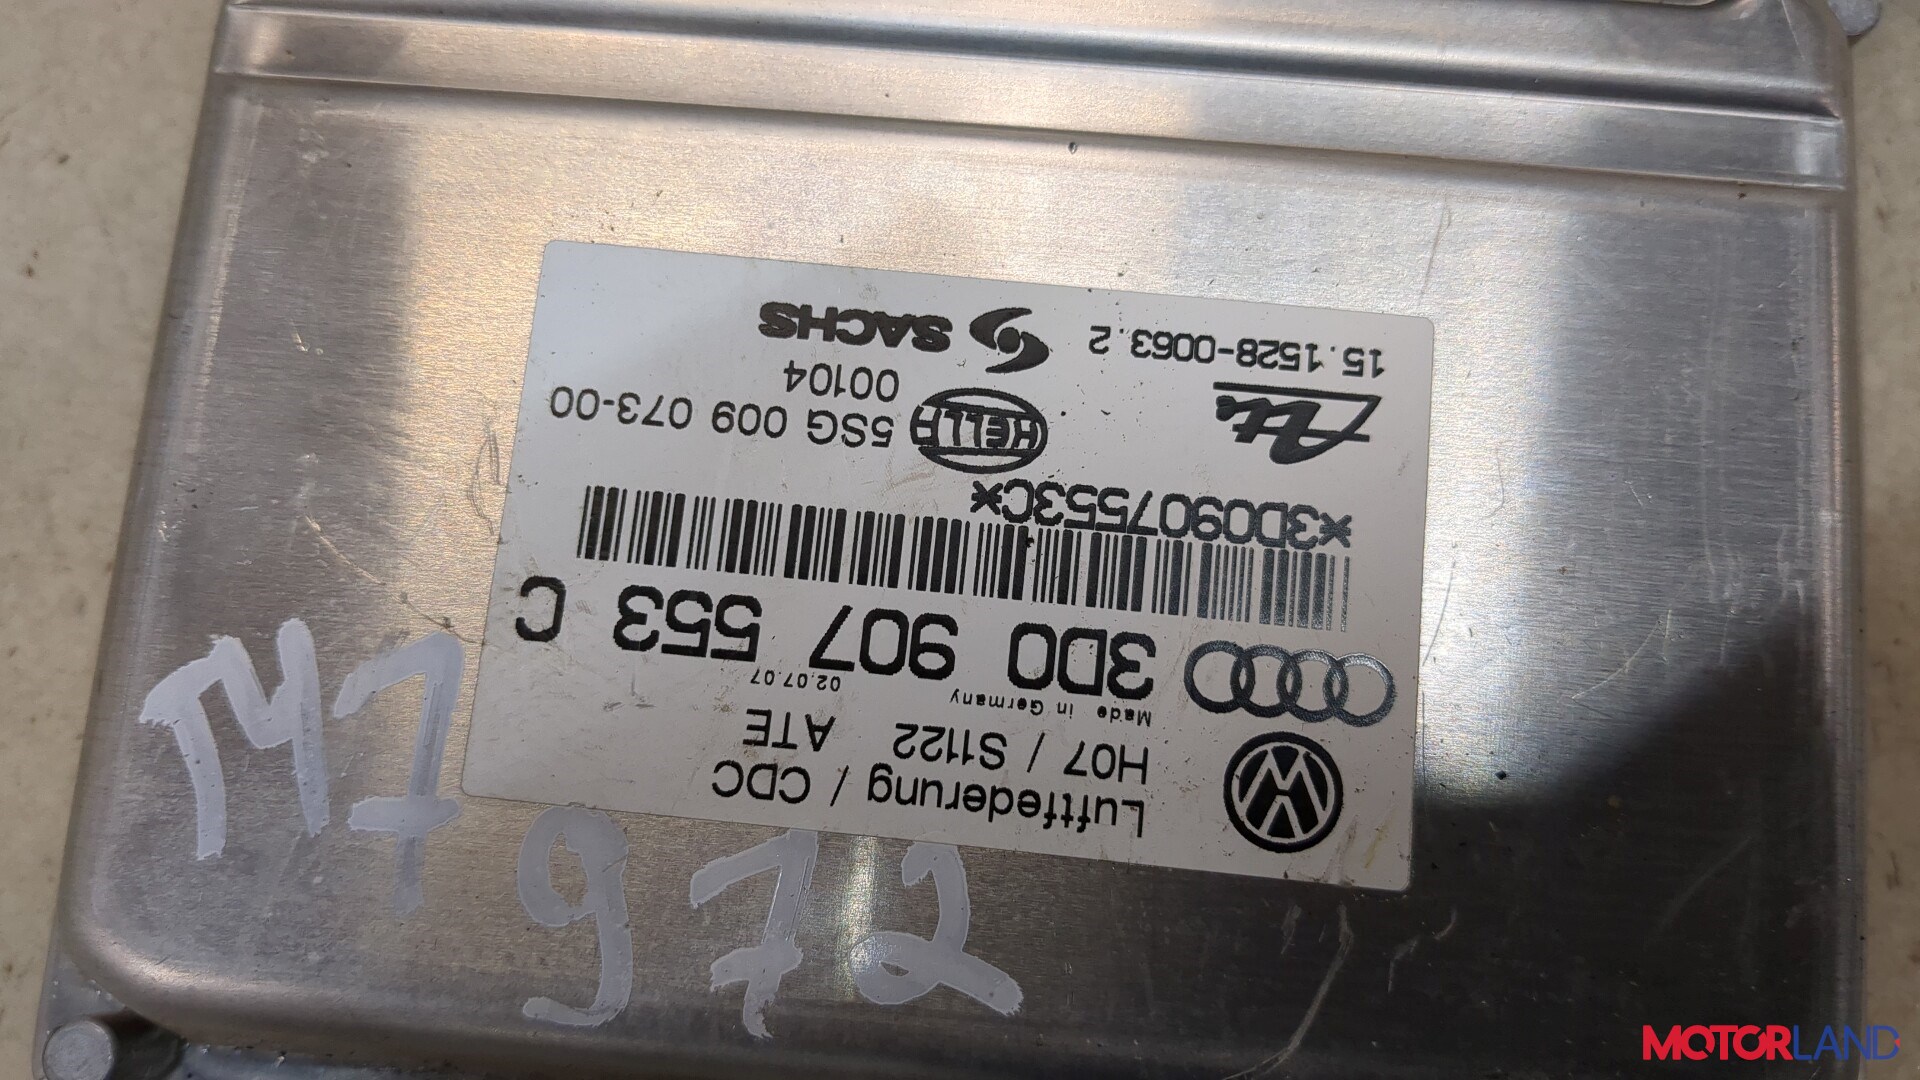 Luftfederung / CDC
H07 / S1122 ATE
Made in Germany 02.07.07
3D0 907 553 C
*3D0907553C*
Ate
HELLA
5SG 009 073-00
00104
15.1528-0063.2
SACHS
972
MOTORLAND